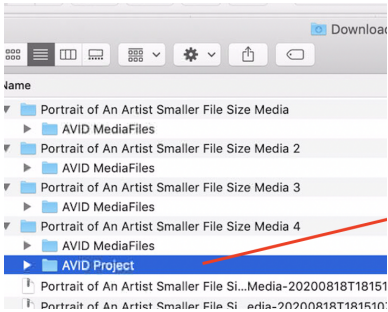 Download
Name
Portrait of An Artist Smaller File Size Media
AVID MediaFiles
Portrait of An Artist Smaller File Size Media 2
AVID MediaFiles
Portrait of An Artist Smaller File Size Media 3
AVID MediaFiles
Portrait of An Artist Smaller File Size Media 4
AVID MediaFiles
AVID Project
Portrait of An Artist Smaller File Si...Media-20200818T18151
Portrait of An Artist Smaller File Si...edia-20200818T1815107